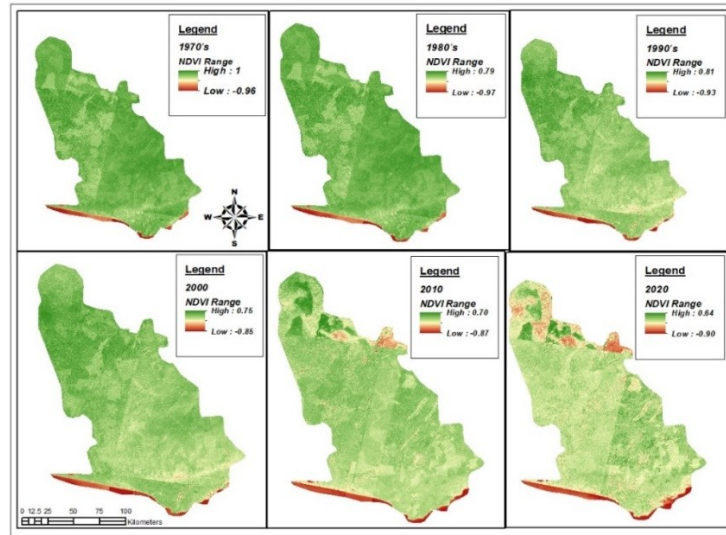 Legend
1970's
NDVI Range
High : 1
Low : -0.96
N
W E
S
Legend
1980's
NDVI Range
High : 0.79
Low : -0.97
Legend
1990's
NDVI Range
High : 0.81
Low : -0.93
Legend
2000
NDVI Range
High : 0.75
Low : -0.85
0 12.5 25 50 75 100
Kilometers
Legend
2010
NDVI Range
High : 0.70
Low : -0.87
Legend
2020
NDVI Range
High : 0.64
Low : -0.90